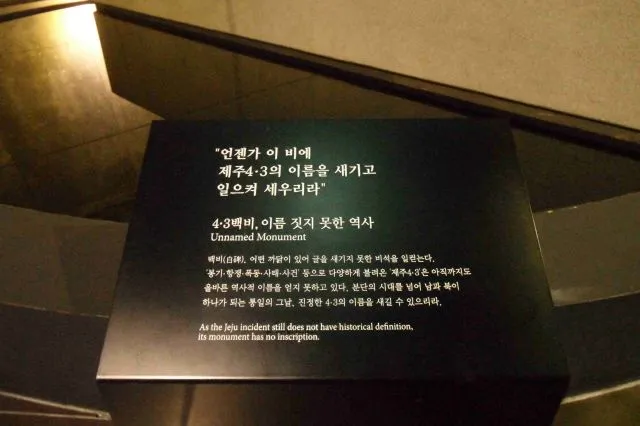 "언젠가 이 비에
제주4·3의 이름을 새기고
일으켜 세우리라"
4·3백비, 이름 짓지 못한 역사
Unnamed Monument
백비(白碑). 어떤 까닭이 있어 글을 새기지 못한 비석을 일컫는다.
'봉기·항쟁·폭동·사태·사건' 등으로 다양하게 불려온 '제주4·3'은 아직까지도
올바른 역사적 이름을 얻지 못하고 있다. 분단의 시대를 넘어 남과 북이
하나가 되는 통일의 그날, 진정한 4·3의 이름을 새길 수 있으리라.
As the Jeju incident still does not have historical definition,
its monument has no inscription.